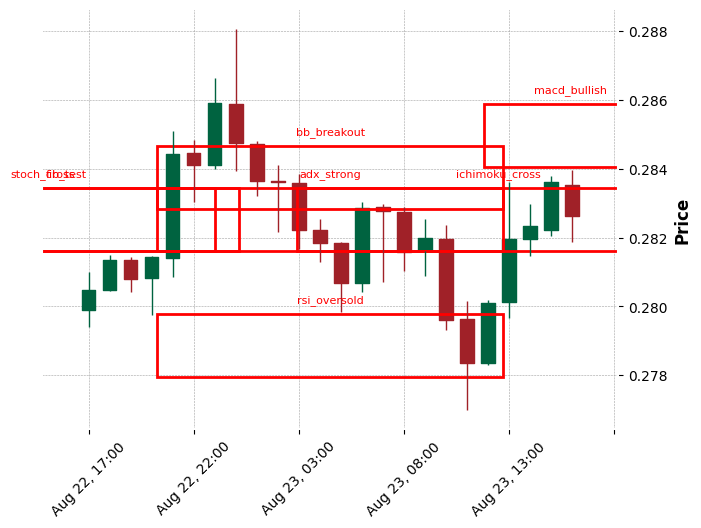 0.288
macd_bullish
0.286
bb_breakout
0.284
adx_strong
ichimoku_cross
0.282
Price
rsi_oversold
0.280
0.278
Aug 22, 17:00
Aug 22, 22:00
Aug 23, 03:00
Aug 23, 08:00
Aug 23, 13:00